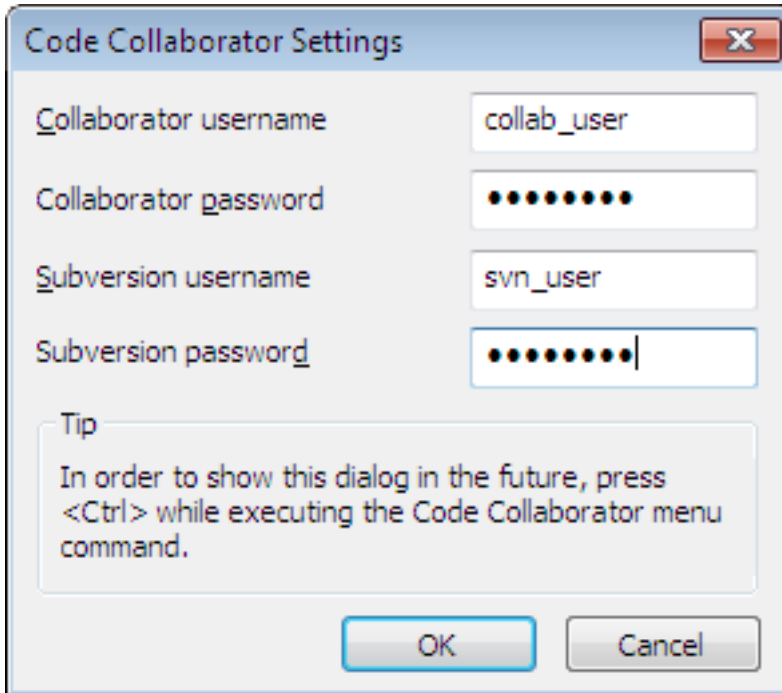 Code Collaborator Settings
Collaborator username
collab_user
Collaborator password
••••••••
Subversion username
svn_user
Subversion password
••••••••
Tip
In order to show this dialog in the future, press
<Ctrl> while executing the Code Collaborator menu
command.
OK
Cancel